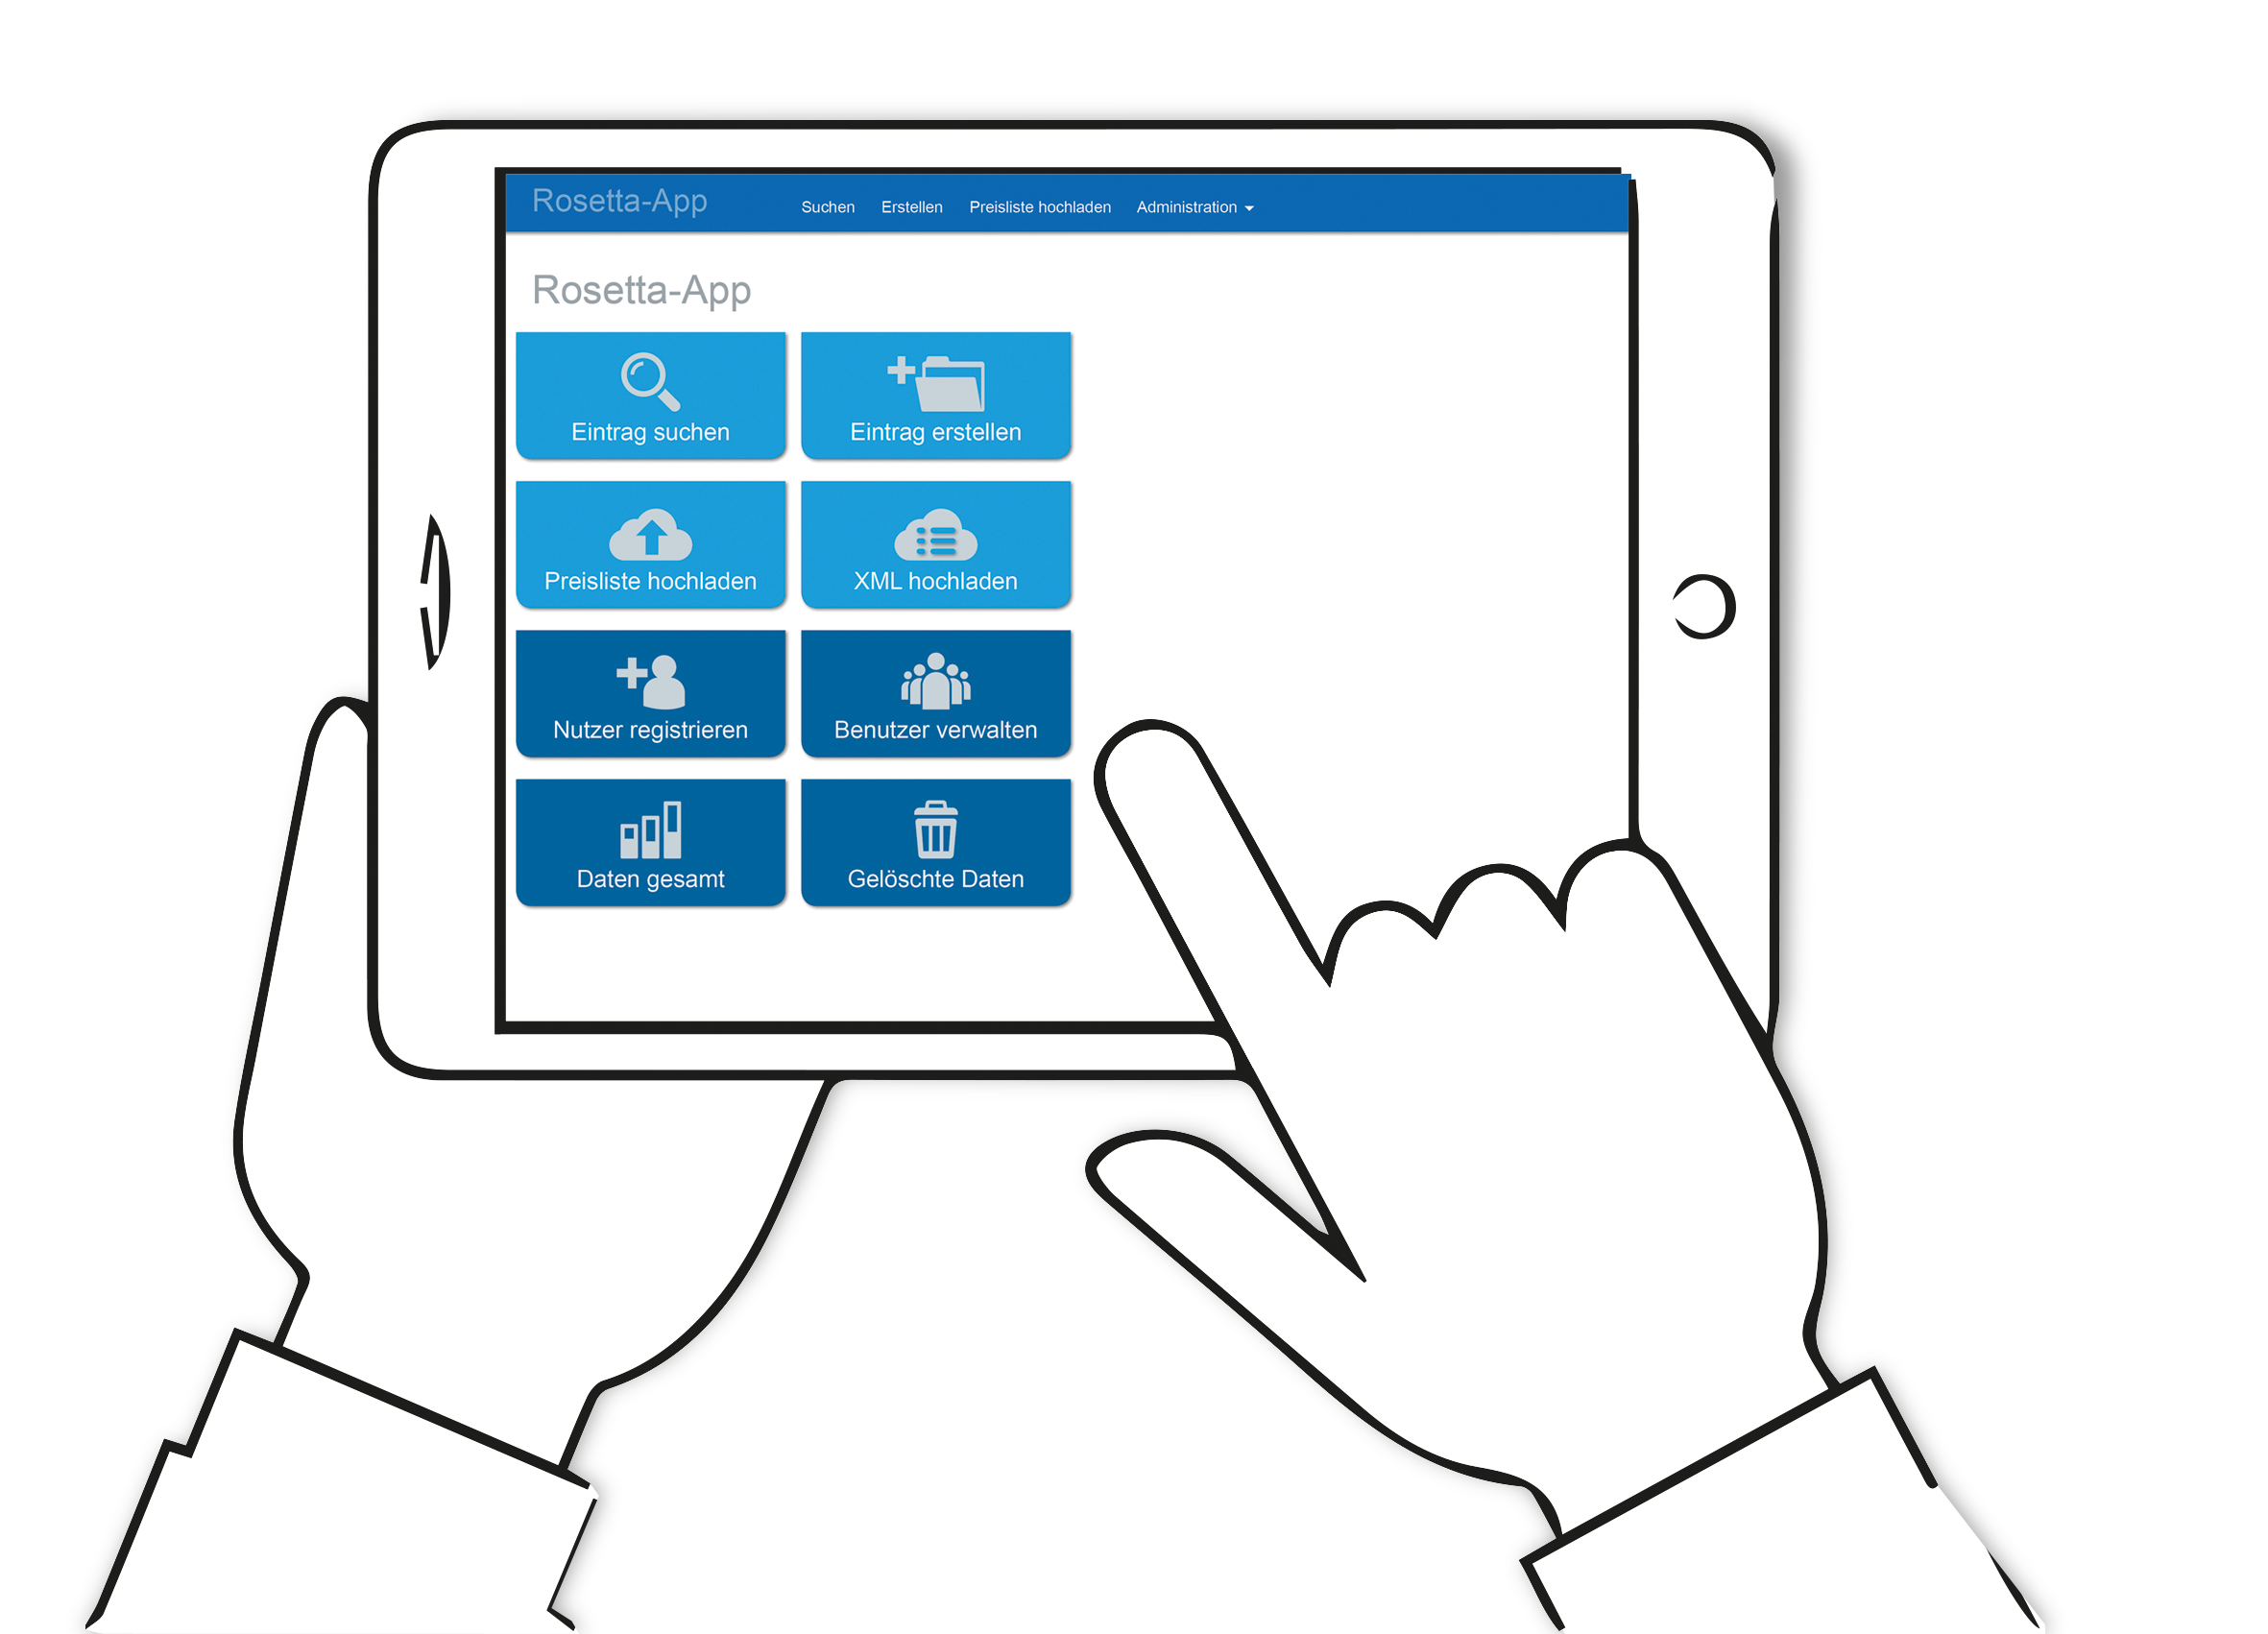 Rosetta-App
Suchen Erstellen Preisliste hochladen Administration
Rosetta-App
Eintrag suchen
Eintrag erstellen
Preisliste hochladen
XML hochladen
Nutzer registrieren
Benutzer verwalten
Daten gesamt
Gelöschte Daten